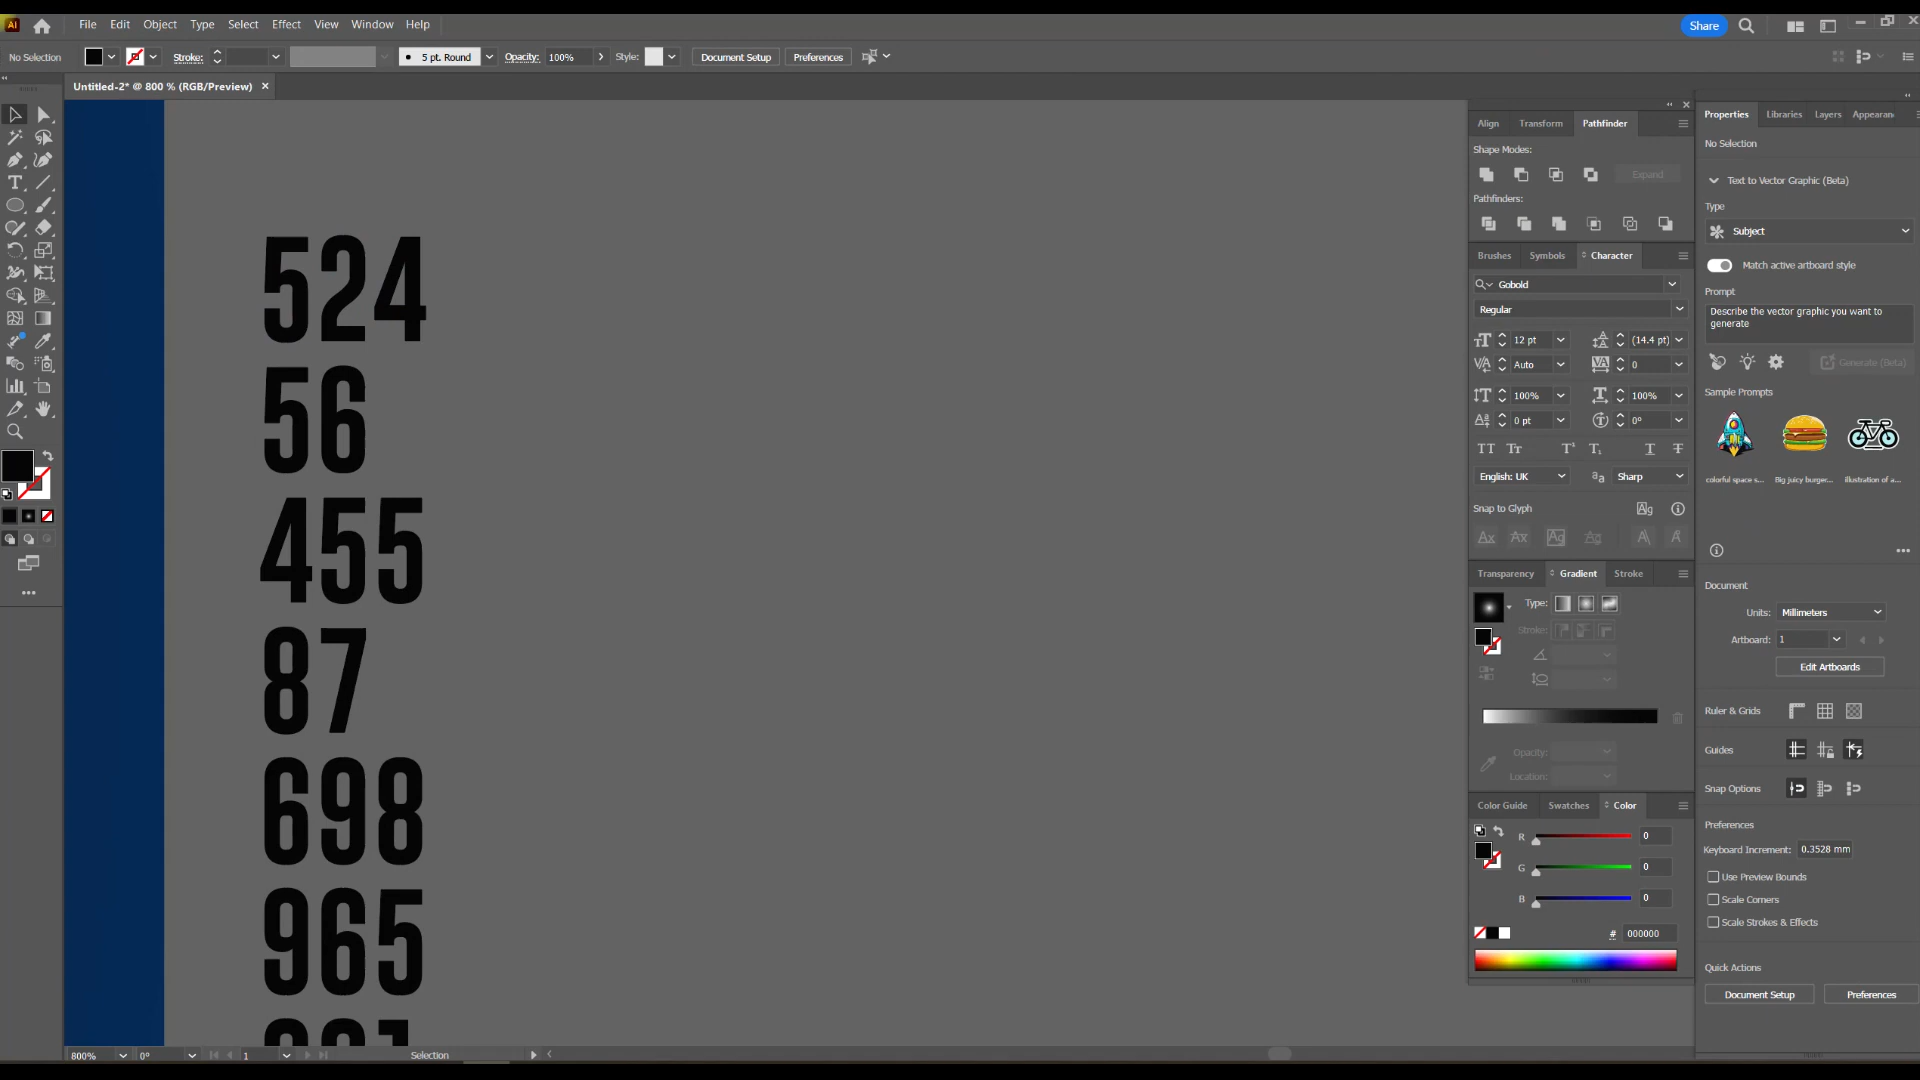 Ai File Edit Object Type Select Effect View Window Help Share
No Selection Stroke: 5 pt. Round Opacity: 100% Style: Document Setup Preferences
Untitled-2* @ 800 % (RGB/Preview) ×
524
56
455
87
698
965
Align Transform Pathfinder
Shape Modes:
Expand
Pathfinders:
Brushes Symbols Character
Gobold
Regular
12 pt (14.4 pt)
Auto 0
100% 100%
0 pt 0°
English: UK Sharp
Snap to Glyph
Transparency Gradient Stroke
Type:
Stroke:
Opacity:
Location:
Color Guide Swatches Color
R 0
G 0
B 0
# 000000
Properties Libraries Layers Appearan
No Selection
Text to Vector Graphic (Beta)
Type
Subject
Match active artboard style
Prompt
Describe the vector graphic you want to
generate
Generate (Beta)
Sample Prompts
colorful space s... Big juicy burger... illustration of a...
Document
Units: Millimeters
Artboard: 1
Edit Artboards
Ruler & Grids
Guides
Snap Options
Preferences
Keyboard Increment: 0.3528 mm
Use Preview Bounds
Scale Corners
Scale Strokes & Effects
Quick Actions
Document Setup Preferences
800% 0° 1 Selection